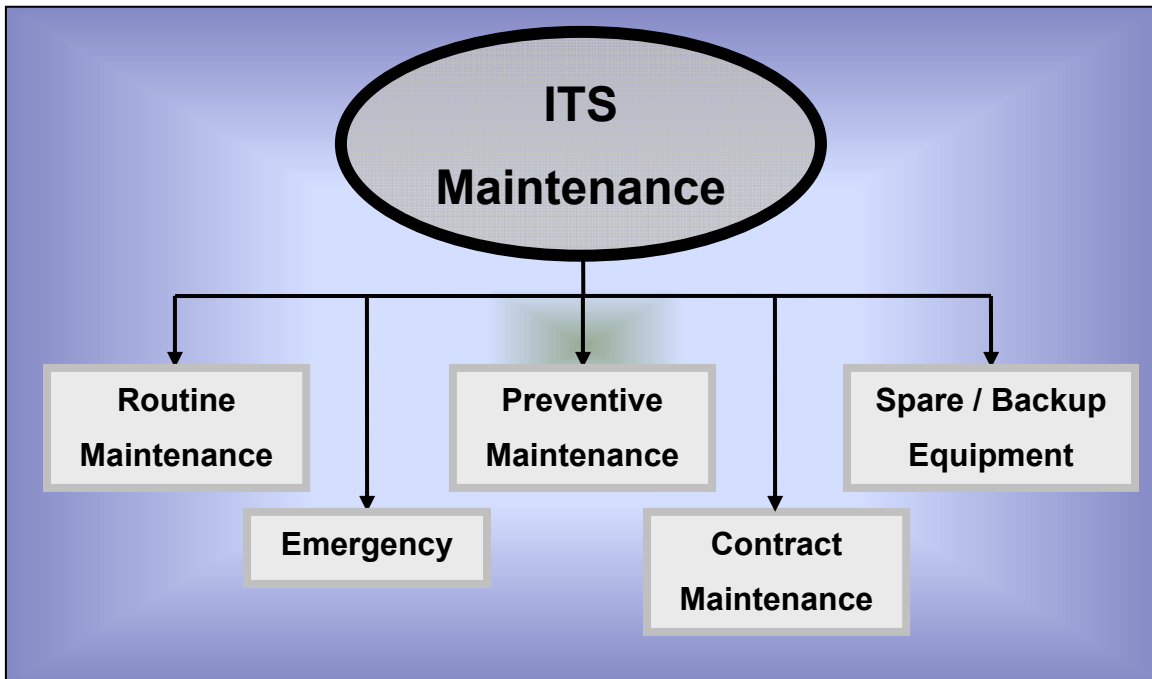 ITS
Maintenance
Routine
Maintenance
Preventive
Maintenance
Spare / Backup
Equipment
Emergency
Contract
Maintenance